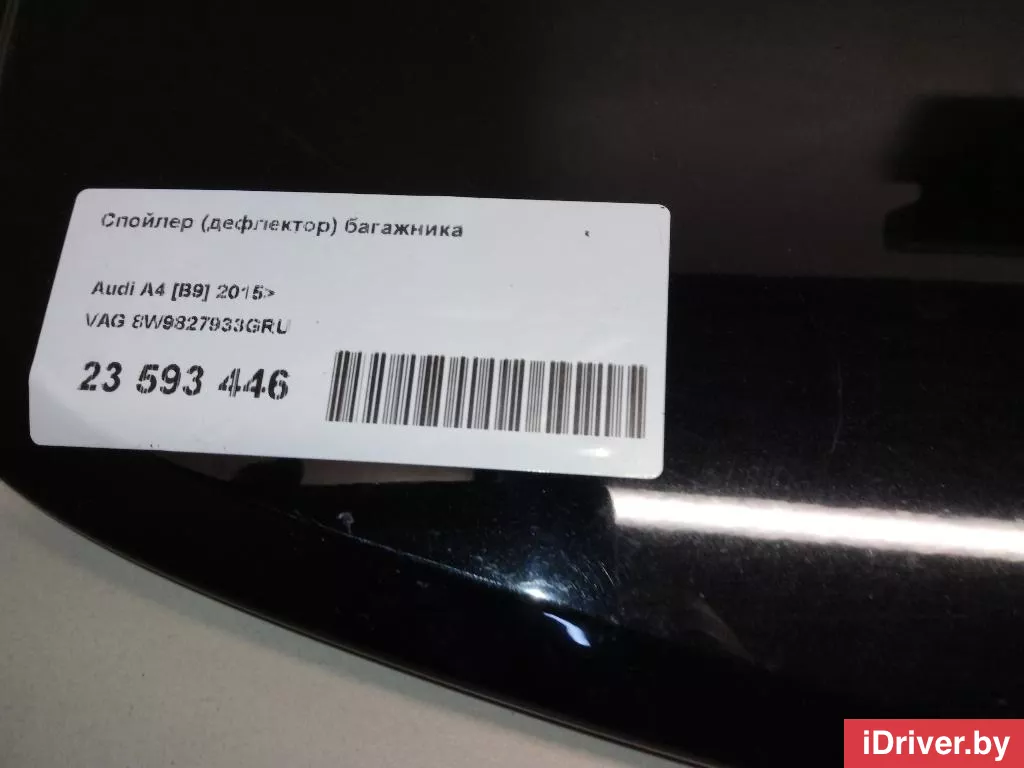 Спойлер (дефлектор) багажника
Audi A4 [B9] 2015>
VAG 8W9827933GRU
23 593 446
iDriver.by